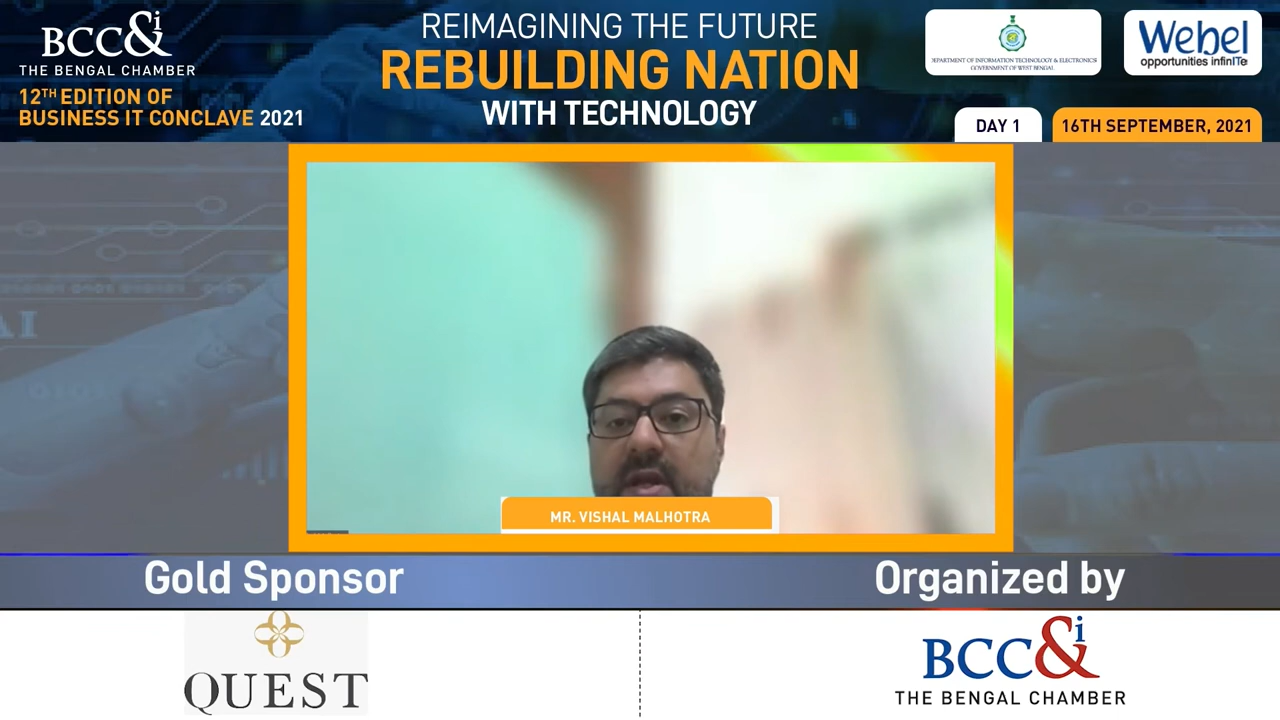 BCC&i
THE BENGAL CHAMBER
12TH EDITION OF
BUSINESS IT CONCLAVE 2021
REIMAGINING THE FUTURE
REBUILDING NATION
WITH TECHNOLOGY
DEPARTMENT OF INFORMATION TECHNOLOGY & ELECTRONICS
GOVERNMENT OF WEST BENGAL
Webel
opportunities infinITe
DAY 1
16TH SEPTEMBER, 2021
AI
MR. VISHAL MALHOTRA
Gold Sponsor
Organized by
QUEST
BCC&i
THE BENGAL CHAMBER